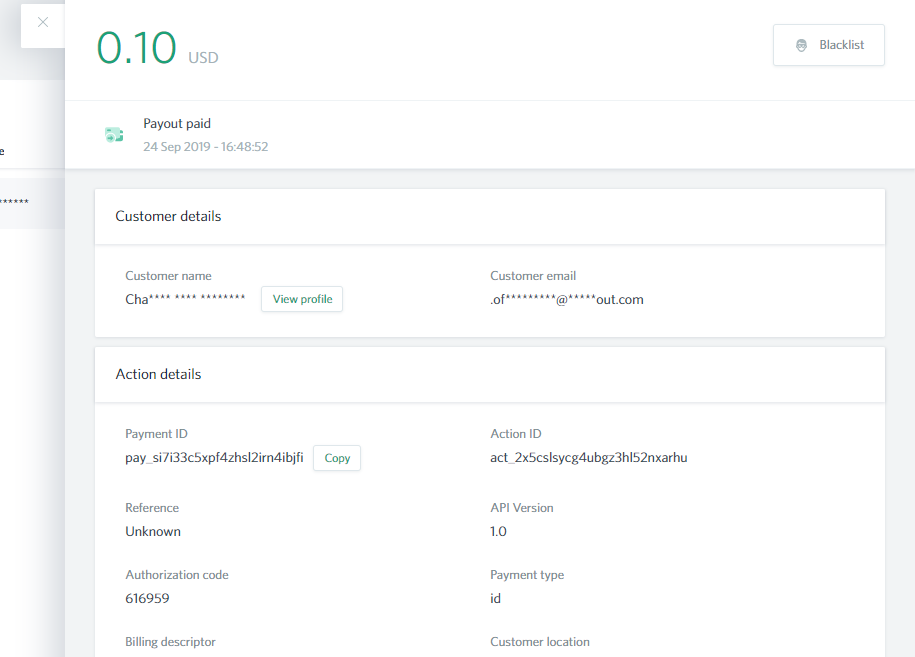 0.10 USD
Blacklist
Payout paid
24 Sep 2019 - 16:48:52
e
******
Customer details
Customer name
Customer email
Cha**** **** ********
View profile
.of*********@*****out.com
Action details
Payment ID
Action ID
pay_si7i33c5xpf4zhsl2irn4ibjfi
Copy
act_2x5cslsycg4ubgz3hl52nxarhu
Reference
API Version
Unknown
1.0
Authorization code
Payment type
616959
id
Billing descriptor
Customer location